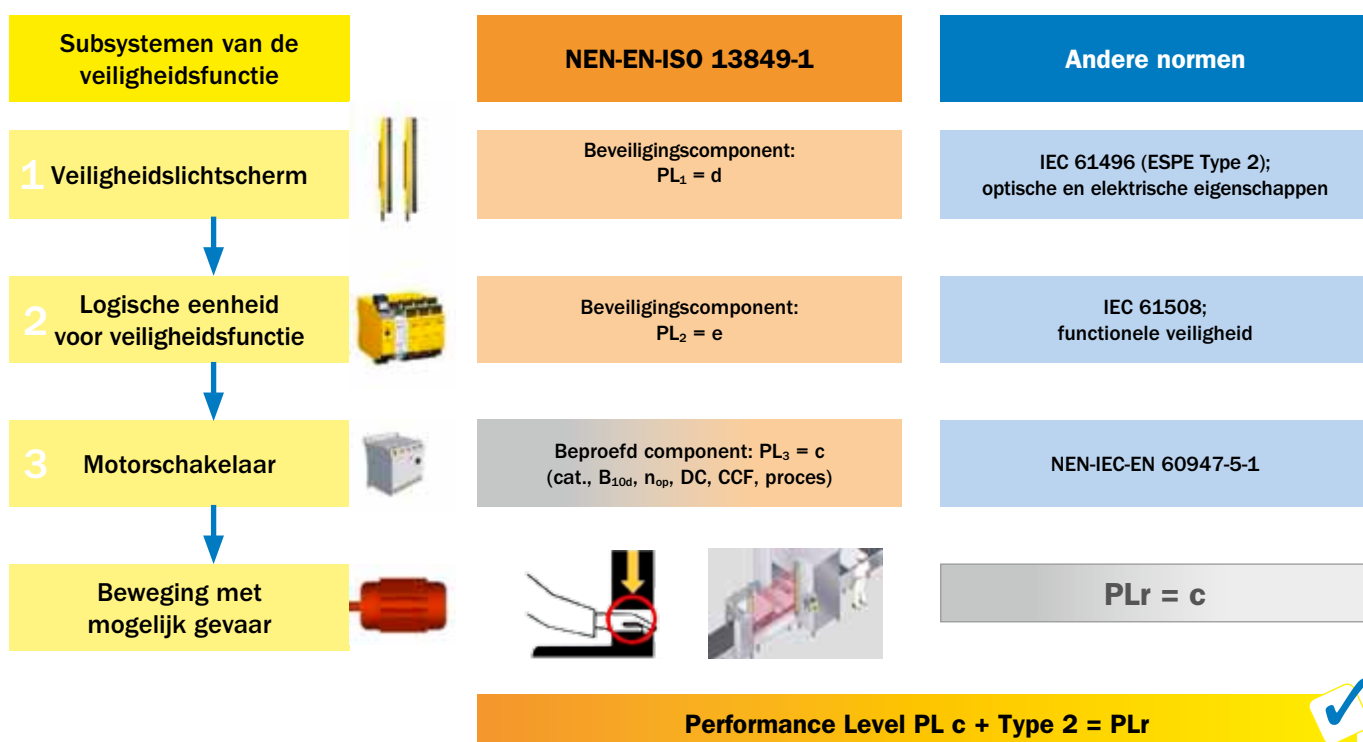 Subsystemen van de
veiligheidsfunctie
NEN-EN-ISO 13849-1
Andere normen
1 Veiligheidslichtscherm
Beveiligingscomponent:
PL₁ = d
IEC 61496 (ESPE Type 2);
optische en elektrische eigenschappen
2 Logische eenheid
voor veiligheidsfunctie
Beveiligingscomponent:
PL₂ = e
IEC 61508;
functionele veiligheid
3 Motorschakelaar
Beproefd component: PL₃ = c
(cat., B₁₀d, nₒₚ, DC, CCF, proces)
NEN-IEC-EN 60947-5-1
Beweging met
mogelijk gevaar
PLr = c
Performance Level PL c + Type 2 = PLr